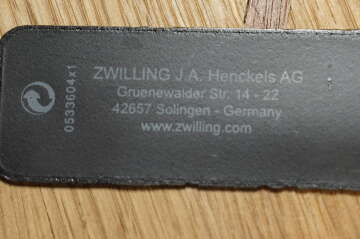 ZWILLING J.A. Henckels AG
Gruenewalder Str. 14 - 22
42657 Solingen - Germany
www.zwilling.com
0533604x1